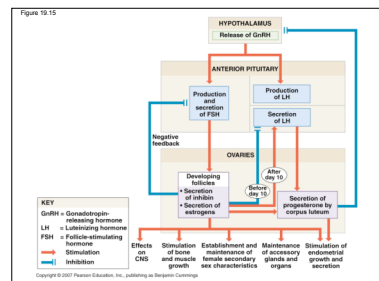 Figure 19.15
HYPOTHALAMUS
Release of GnRH
ANTERIOR PITUITARY
Production
and
secretion
of FSH
Production
of LH
Secretion
of LH
Negative
feedback
OVARIES
After
day 10
Before
day 10
Developing
follicles
• Secretion
of inhibin
• Secretion of
estrogens
Secretion of
progesterone by
corpus luteum
KEY
GnRH = Gonadotropin-
releasing hormone
LH = Luteinizing hormone
FSH = Follicle-stimulating
hormone
Stimulation
Inhibition
Effects
on
CNS
Stimulation
of bone and
muscle growth
Establishment and
maintenance of
female secondary
sex characteristics
Maintenance
of accessory
glands and
organs
Stimulation of
endometrial
growth and
secretion
Copyright © 2007 Pearson Education, Inc., publishing as Benjamin Cummings